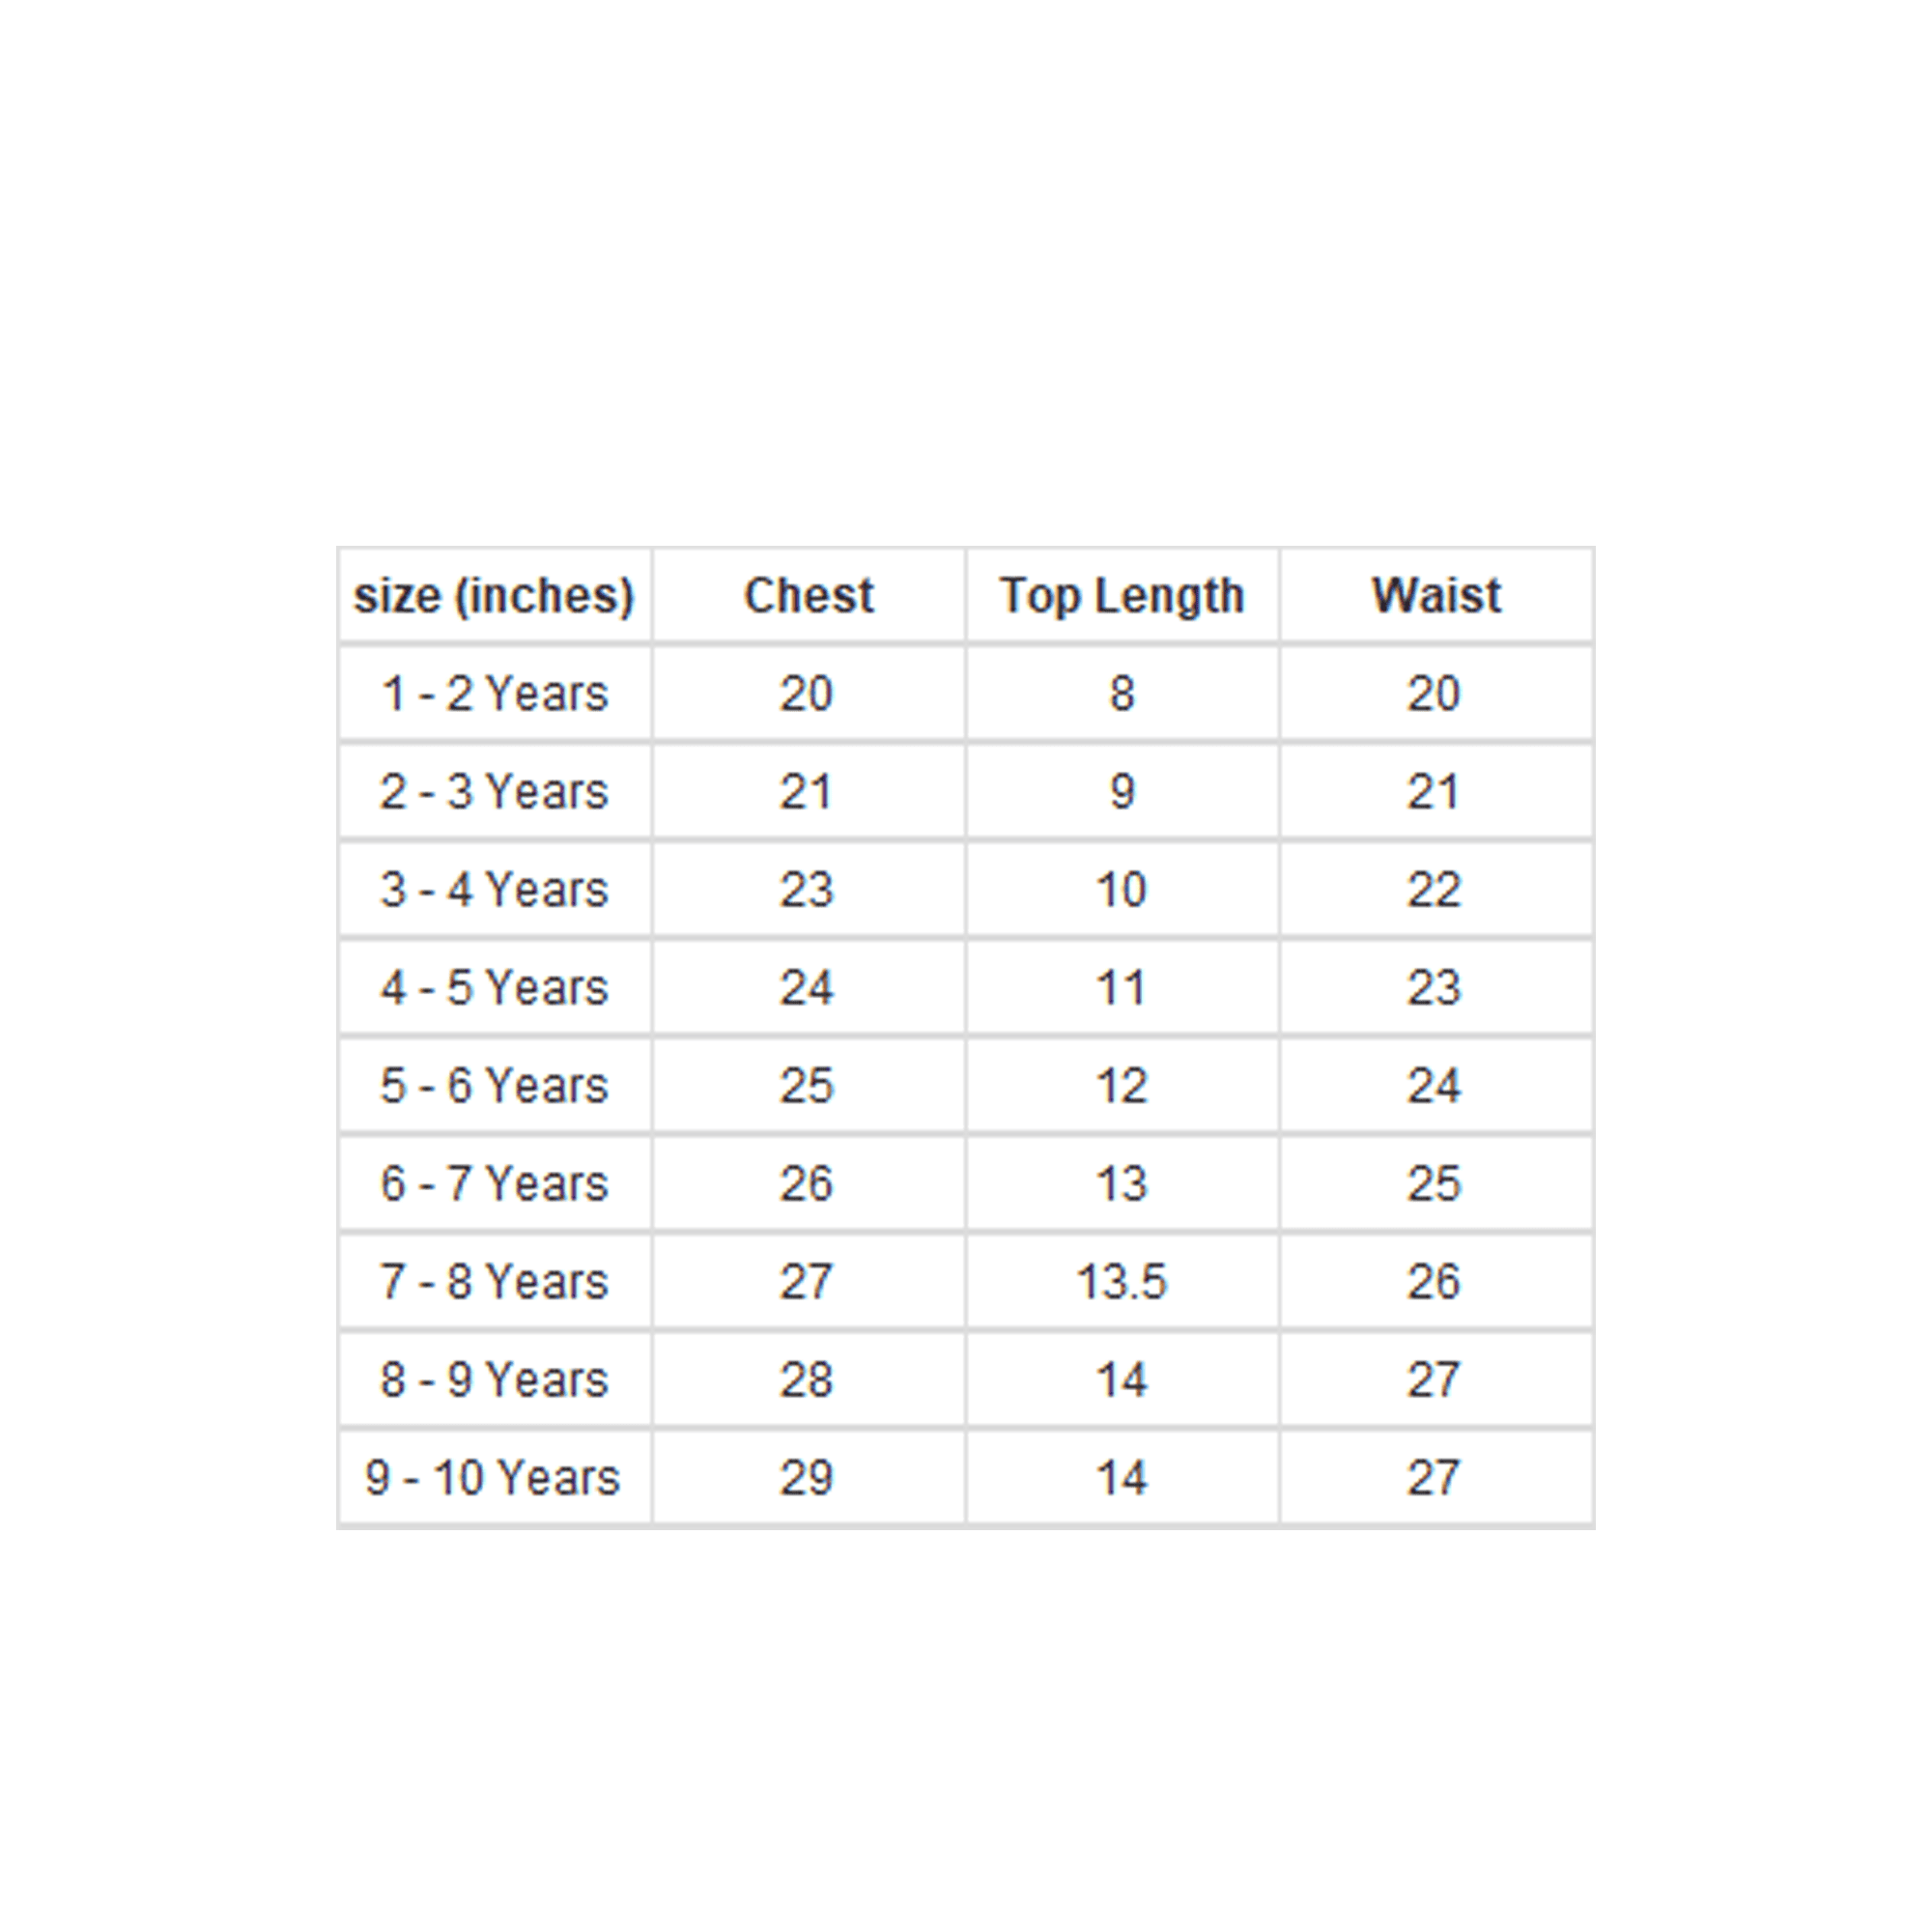 size (inches) Chest Top Length Waist
1 - 2 Years 20 8 20
2 - 3 Years 21 9 21
3 - 4 Years 23 10 22
4 - 5 Years 24 11 23
5 - 6 Years 25 12 24
6 - 7 Years 26 13 25
7 - 8 Years 27 13.5 26
8 - 9 Years 28 14 27
9 - 10 Years 29 14 27